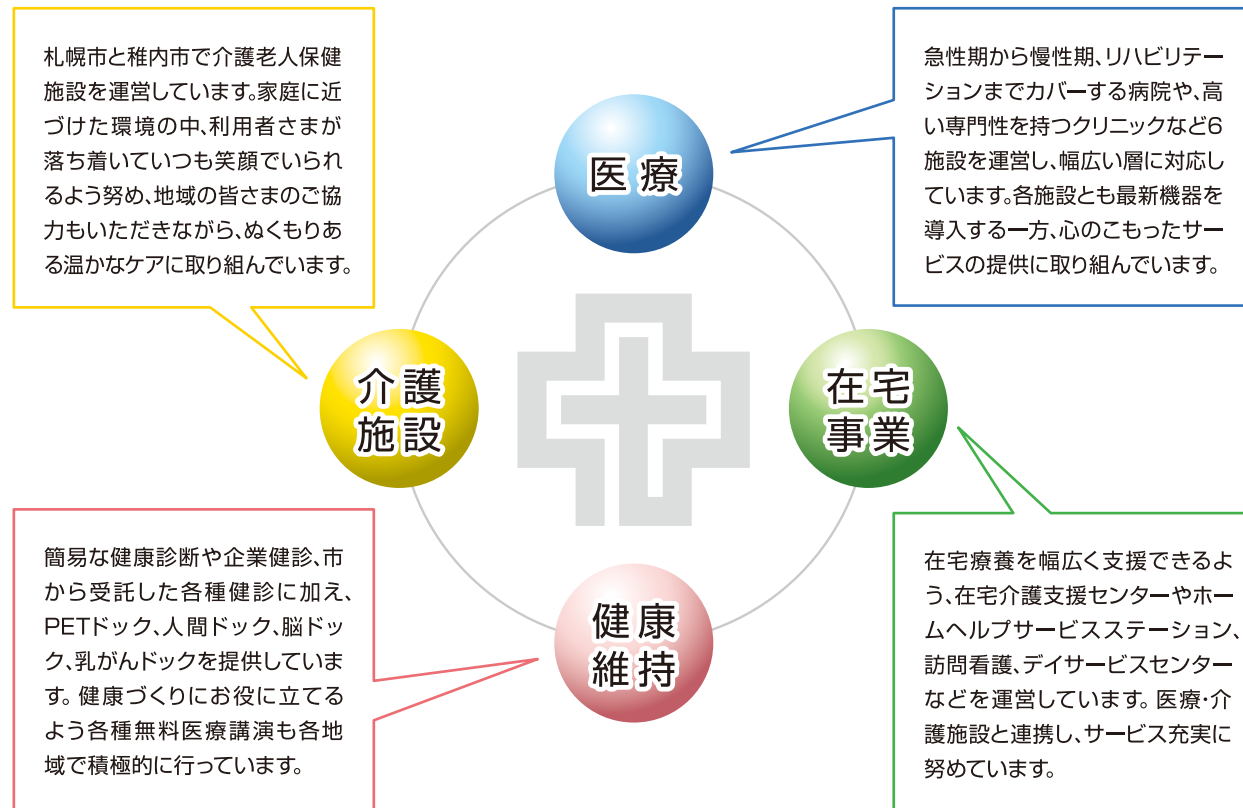 札幌市と稚内市で介護老人保健
施設を運営しています。家庭に近
づけた環境の中、利用者さまが
落ち着いていつも笑顔でいられ
るよう努め、地域の皆さまのご協
力もいただきながら、ぬくもりあ
る温かなケアに取り組んでいます。
急性期から慢性期、リハビリテー
ションまでカバーする病院や、高
い専門性を持つクリニックなど6
施設を運営し、幅広い層に対応し
ています。各施設とも最新機器を
導入する一方、心のこもったサー
ビスの提供に取り組んでいます。
医療
介護
施設
在宅
事業
健康
維持
簡易な健康診断や企業健診、市
から受託した各種健診に加え、
PETドック、人間ドック、脳ドッ
ク、乳がんドックを提供していま
す。健康づくりにお役に立てる
よう各種無料医療講演も各地
域で積極的に行っています。
在宅療養を幅広く支援できるよ
う、在宅介護支援センターやホー
ムヘルプサービスステーション、
訪問看護、デイサービスセンター
などを運営しています。医療・介
護施設と連携し、サービス充実に
努めています。